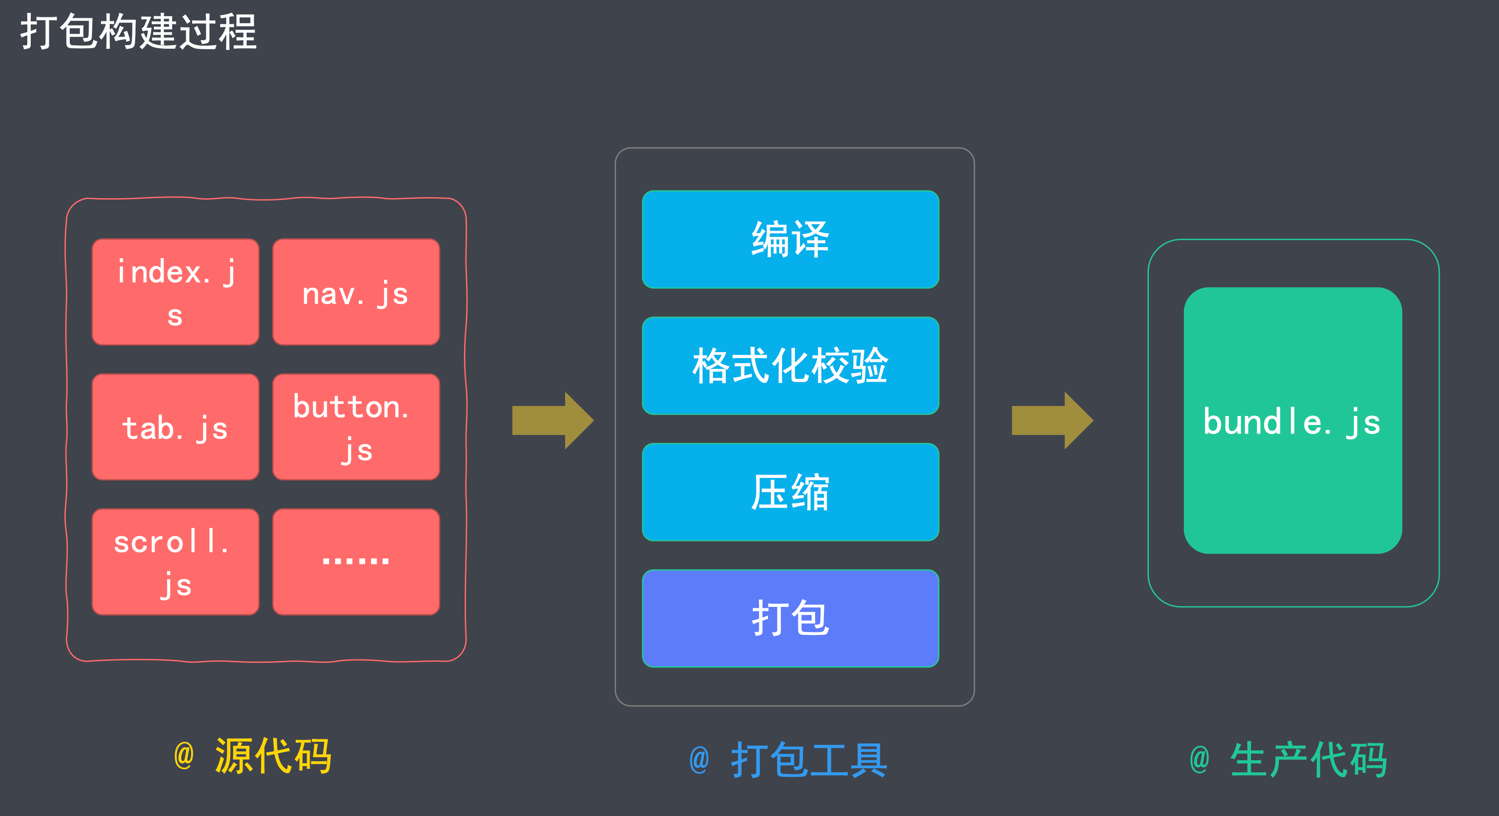 打包构建过程
index.j
s
nav.js
tab.js
button.
js
scroll.
js
……
编译
格式化校验
压缩
打包
bundle.js
@ 源代码
@ 打包工具
@ 生产代码